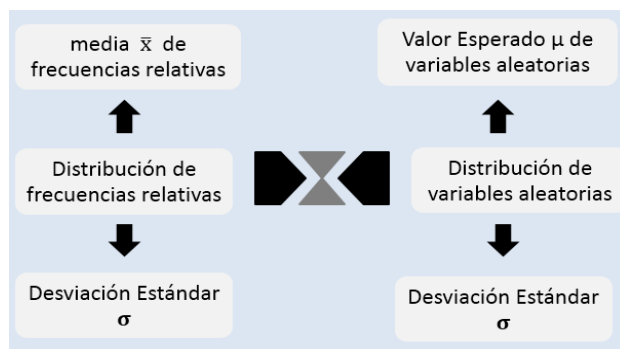 media x̄ de
frecuencias relativas
Valor Esperado μ de
variables aleatorias
Distribución de
frecuencias relativas
Distribución de
variables aleatorias
Desviación Estándar
σ
Desviación Estándar
σ